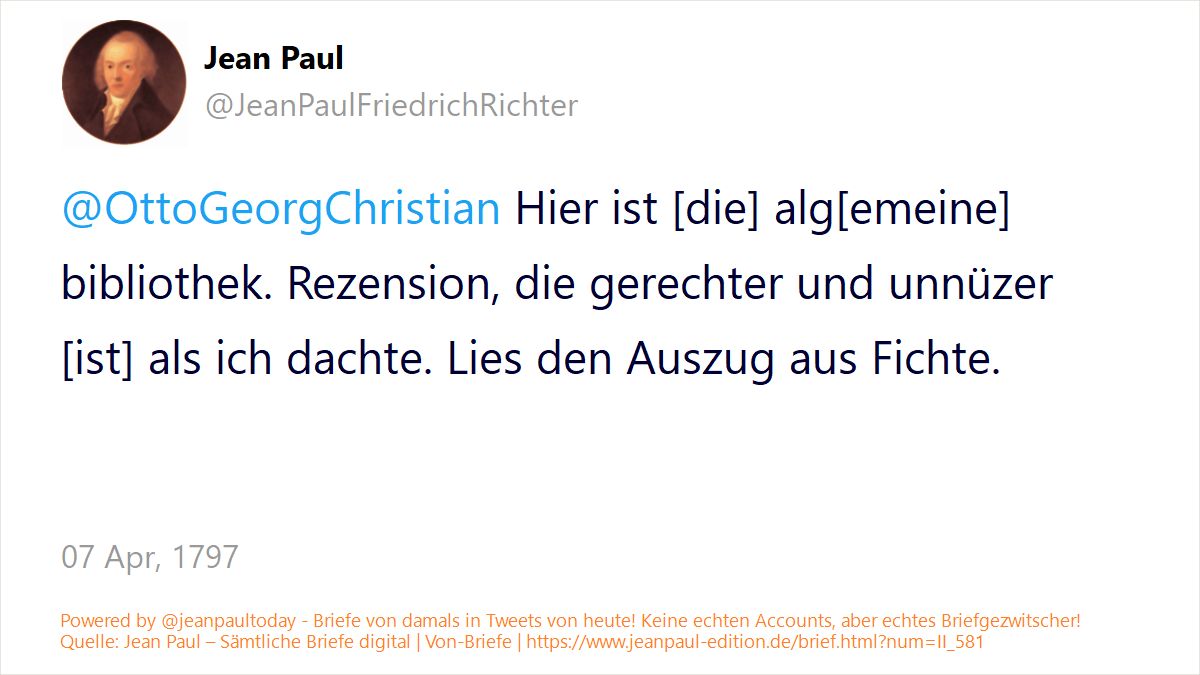 Jean Paul
@JeanPaulFriedrichRichter
@OttoGeorgChristian Hier ist [die] alg[emeine]
bibliothek. Rezension, die gerechter und unnüzer
[ist] als ich dachte. Lies den Auszug aus Fichte.
07 Apr, 1797
Powered by @jeanpaultoday - Briefe von damals in Tweets von heute! Keine echten Accounts, aber echtes Briefgezwitscher!
Quelle: Jean Paul – Sämtliche Briefe digital | Von-Briefe | https://www.jeanpaul-edition.de/brief.html?num=II_581